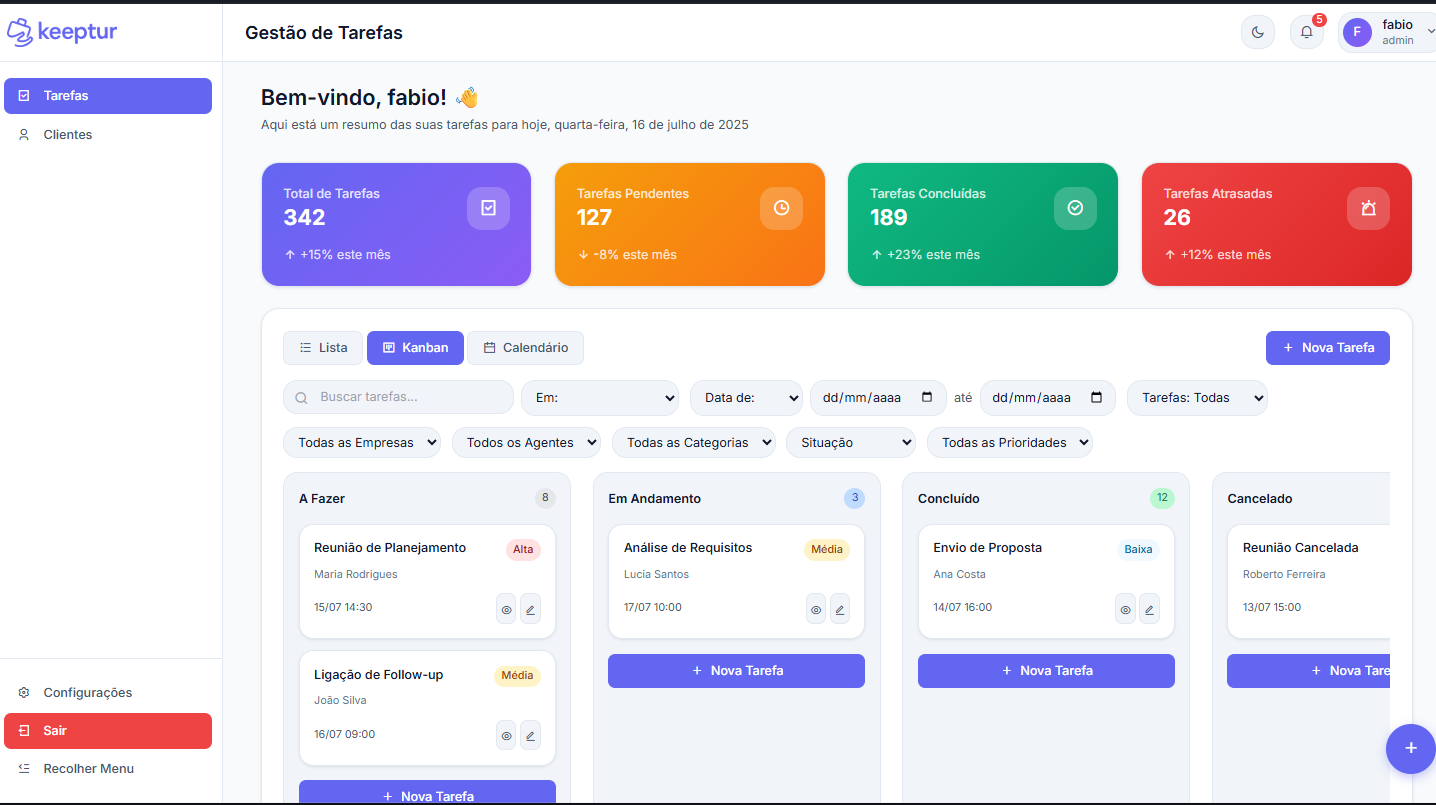 keeptur
Gestão de Tarefas
5
F
fabio
admin
Tarefas
Clientes
Bem-vindo, fabio! 👋
Aqui está um resumo das suas tarefas para hoje, quarta-feira, 16 de julho de 2025
Total de Tarefas
342
↑ +15% este mês
Tarefas Pendentes
127
↓ -8% este mês
Tarefas Concluídas
189
↑ +23% este mês
Tarefas Atrasadas
26
↑ +12% este mês
Lista
Kanban
Calendário
+ Nova Tarefa
Buscar tarefas...
Em:
Data de:
dd/mm/aaaa
até
dd/mm/aaaa
Tarefas: Todas
Todas as Empresas
Todos os Agentes
Todas as Categorias
Situação
Todas as Prioridades
A Fazer
8
Reunião de Planejamento
Alta
Maria Rodrigues
15/07 14:30
Ligação de Follow-up
Média
João Silva
16/07 09:00
+ Nova Tarefa
Em Andamento
3
Análise de Requisitos
Média
Lucia Santos
17/07 10:00
+ Nova Tarefa
Concluído
12
Envio de Proposta
Baixa
Ana Costa
14/07 16:00
+ Nova Tarefa
Cancelado
Reunião Cancelada
Roberto Ferreira
13/07 15:00
+ Nova Tare
Configurações
Sair
Recolher Menu
+